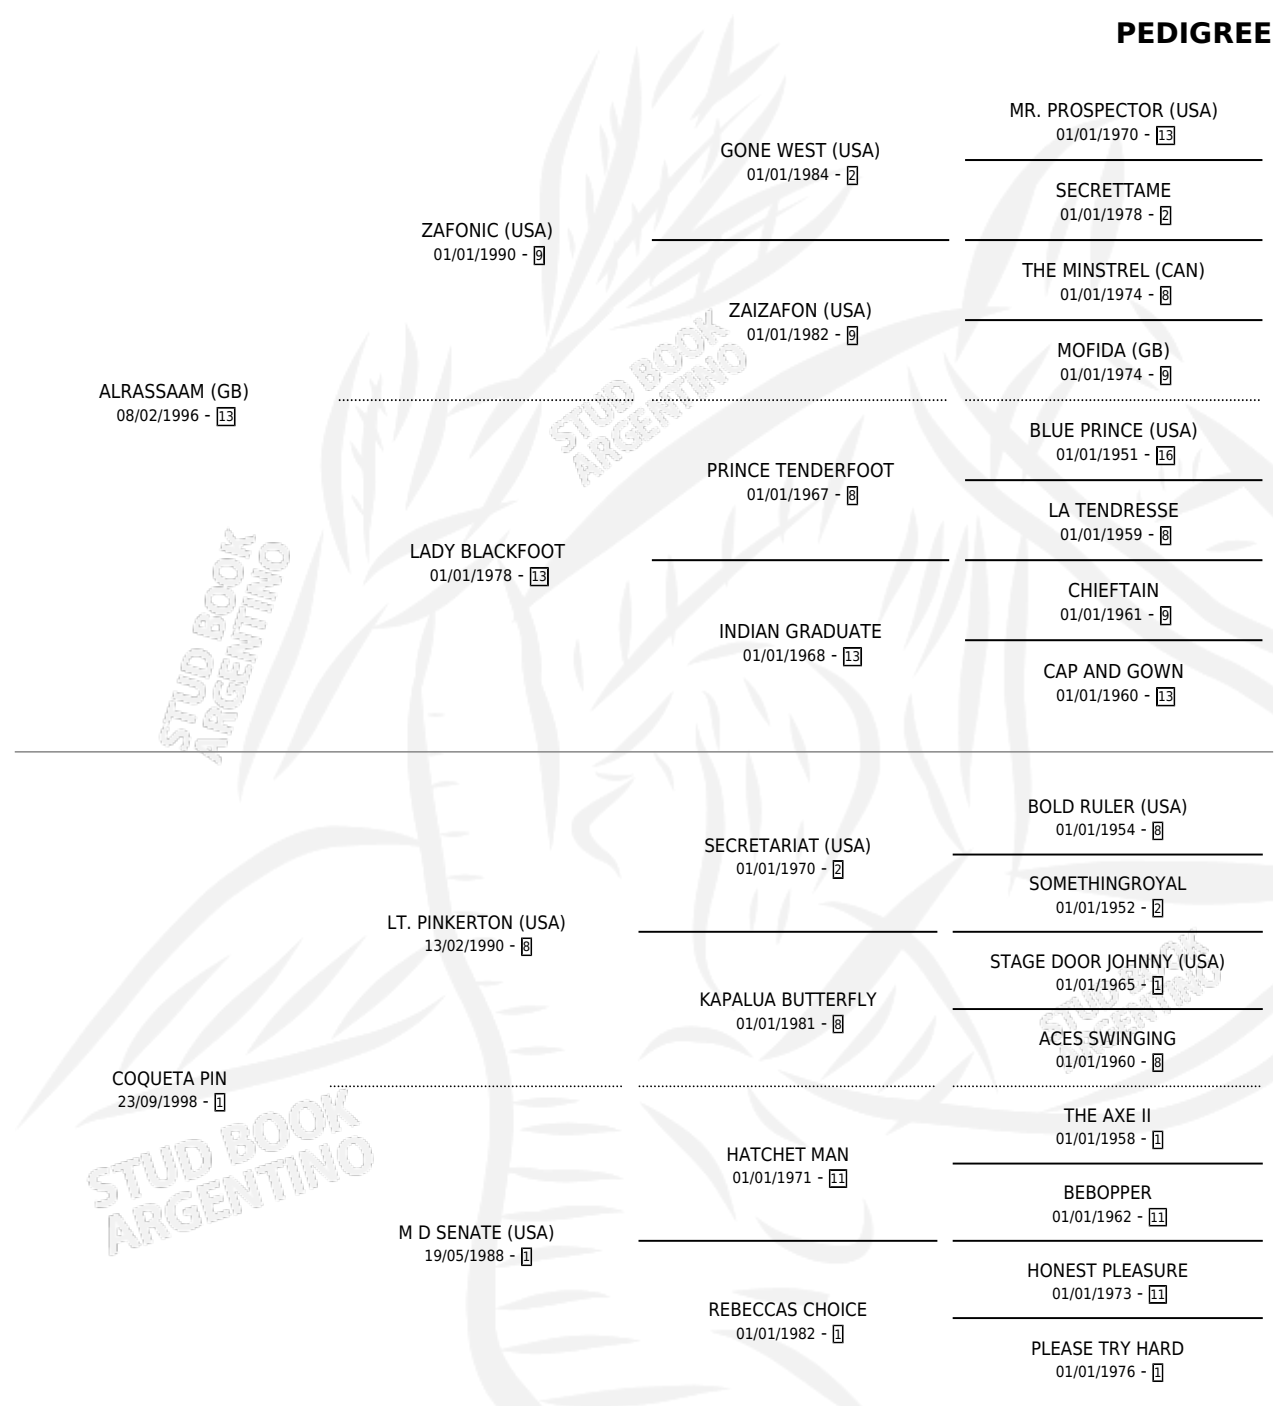 PEDIGREE
MR. PROSPECTOR (USA)
01/01/1970 - 13
GONE WEST (USA)
01/01/1984 - 2
SECRETTAME
01/01/1978 - 2
ZAFONIC (USA)
01/01/1990 - 9
THE MINSTREL (CAN)
01/01/1974 - 8
ZAIZAFON (USA)
01/01/1982 - 9
MOFIDA (GB)
01/01/1974 - 9
STUD BOOK
ARGENTINO
ALRASSAAM (GB)
08/02/1996 - 13
BLUE PRINCE (USA)
01/01/1951 - 16
PRINCE TENDERFOOT
01/01/1967 - 8
LA TENDRESSE
01/01/1959 - 8
LADY BLACKFOOT
01/01/1978 - 13
CHIEFTAIN
01/01/1961 - 9
INDIAN GRADUATE
01/01/1968 - 13
CAP AND GOWN
01/01/1960 - 13
STUD BOOK
ARGENTINO
BOLD RULER (USA)
01/01/1954 - 8
SECRETARIAT (USA)
01/01/1970 - 2
SOMETHINGROYAL
01/01/1952 - 2
LT. PINKERTON (USA)
13/02/1990 - 8
STAGE DOOR JOHNNY (USA)
01/01/1965 - 1
KAPALUA BUTTERFLY
01/01/1981 - 8
STUD BOOK
ARGENTINO
ACES SWINGING
01/01/1960 - 8
COQUETA PIN
23/09/1998 - 1
THE AXE II
01/01/1958 - 1
HATCHET MAN
01/01/1971 - 11
BEBOPPER
01/01/1962 - 11
STUD BOOK
ARGENTINO
M D SENATE (USA)
19/05/1988 - 1
HONEST PLEASURE
01/01/1973 - 11
REBECCAS CHOICE
01/01/1982 - 1
PLEASE TRY HARD
01/01/1976 - 1